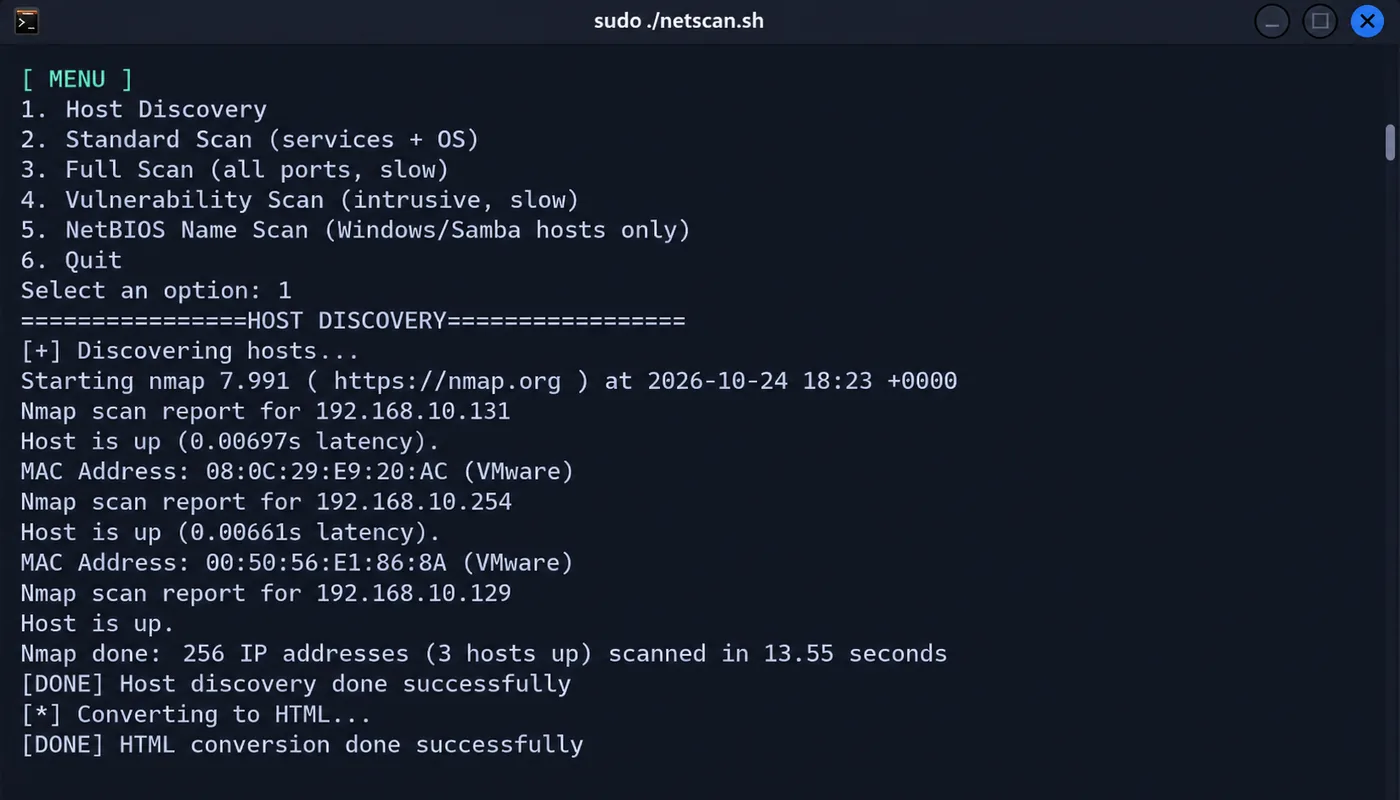 >_
sudo ./netscan.sh
[ MENU ]
1. Host Discovery
2. Standard Scan (services + OS)
3. Full Scan (all ports, slow)
4. Vulnerability Scan (intrusive, slow)
5. NetBIOS Name Scan (Windows/Samba hosts only)
6. Quit
Select an option: 1
================HOST DISCOVERY=================
[+] Discovering hosts...
Starting nmap 7.991 ( https://nmap.org ) at 2026-10-24 18:23 +0000
Nmap scan report for 192.168.10.131
Host is up (0.00697s latency).
MAC Address: 08:0C:29:E9:20:AC (VMware)
Nmap scan report for 192.168.10.254
Host is up (0.00661s latency).
MAC Address: 00:50:56:E1:86:8A (VMware)
Nmap scan report for 192.168.10.129
Host is up.
Nmap done: 256 IP addresses (3 hosts up) scanned in 13.55 seconds
[DONE] Host discovery done successfully
[*] Converting to HTML...
[DONE] HTML conversion done successfully